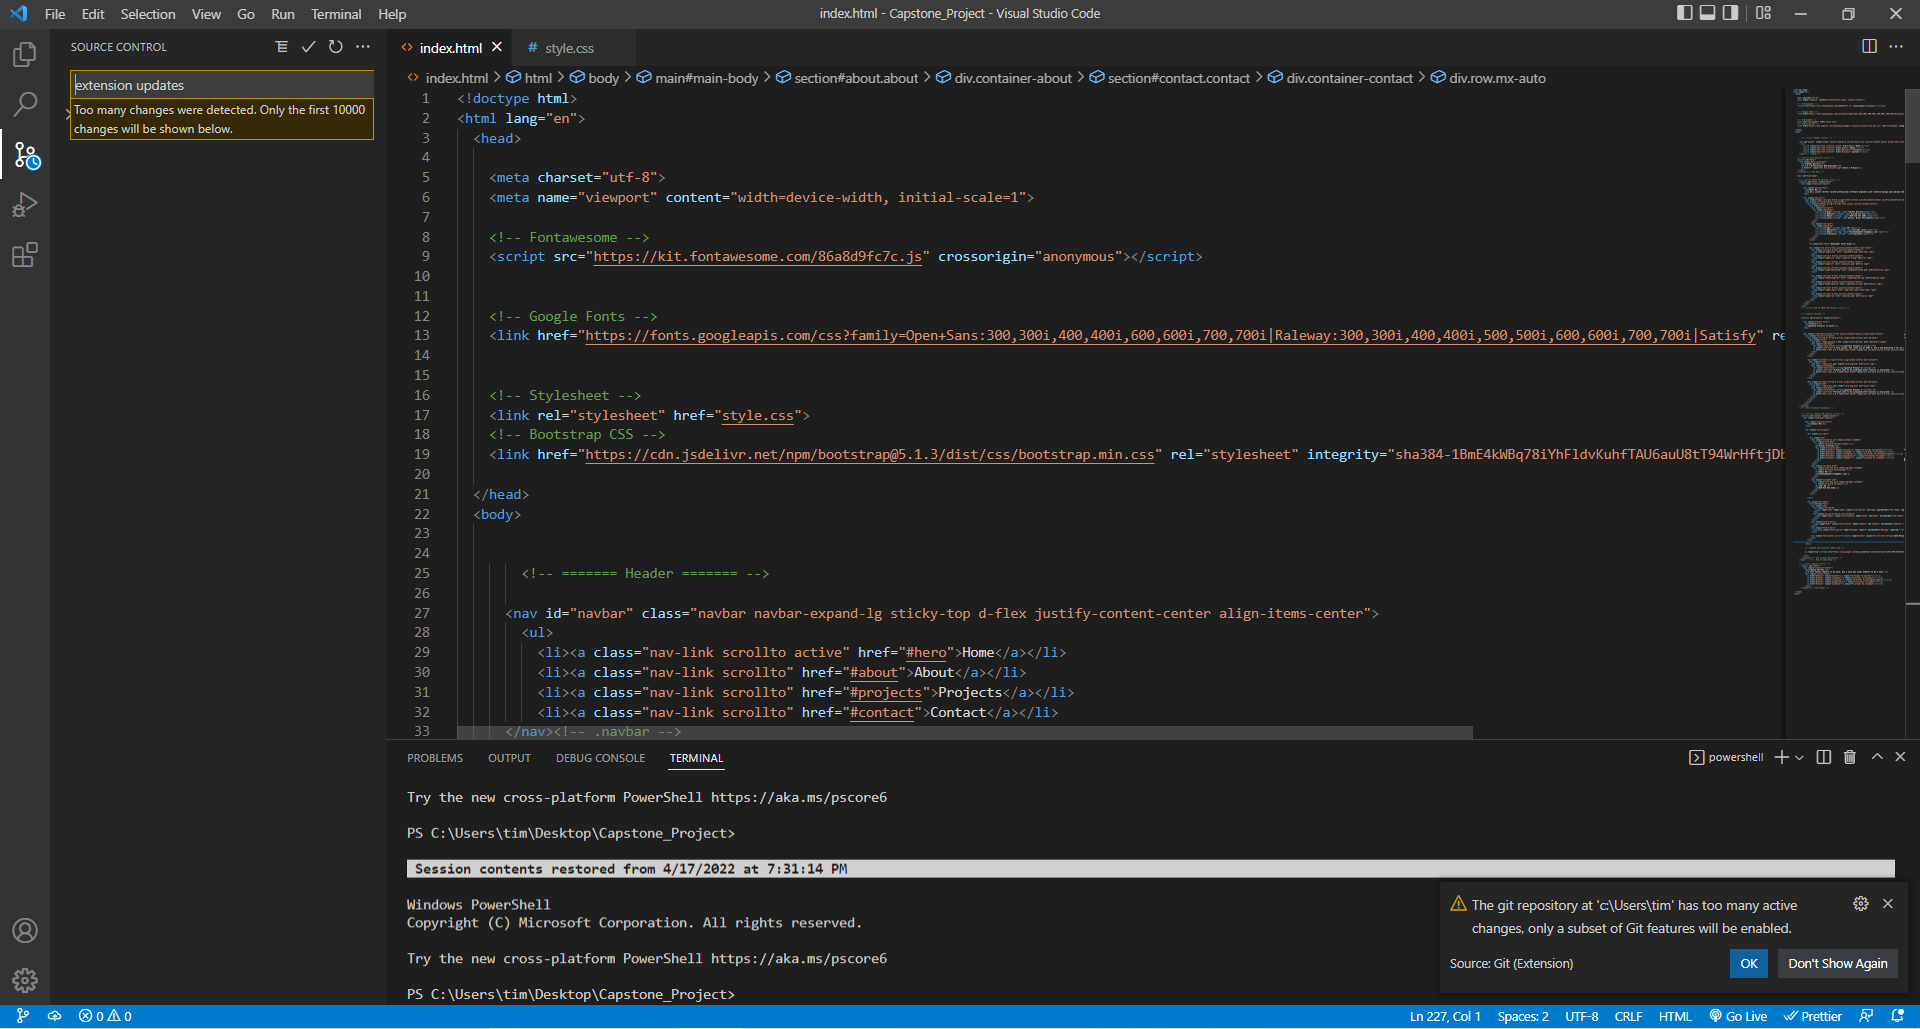 File Edit Selection View Go Run Terminal Help
index.html - Capstone_Project - Visual Studio Code
SOURCE CONTROL
extension updates
Too many changes were detected. Only the first 10000
changes will be shown below.
index.html
# style.css
index.html > html > body > main#main-body > section#about.about > div.container-about > section#contact.contact > div.container-contact > div.row.mx-auto
1 <!doctype html>
2 <html lang="en">
3 <head>
4
5 <meta charset="utf-8">
6 <meta name="viewport" content="width=device-width, initial-scale=1">
7
8 <!-- Fontawesome -->
9 <script src="https://kit.fontawesome.com/86a8d9fc7c.js" crossorigin="anonymous"></script>
10
11
12 <!-- Google Fonts -->
13 <link href="https://fonts.googleapis.com/css?family=Open+Sans:300,300i,400,400i,600,600i,700,700i|Raleway:300,300i,400,400i,500,500i,600,600i,700,700i|Satisfy" re
14
15
16 <!-- Stylesheet -->
17 <link rel="stylesheet" href="style.css">
18 <!-- Bootstrap CSS -->
19 <link href="https://cdn.jsdelivr.net/npm/bootstrap@5.1.3/dist/css/bootstrap.min.css" rel="stylesheet" integrity="sha384-1BmE4kWBq78iYhFldvKuhfTAU6auU8tT94WrHftjDb
20
21 </head>
22 <body>
23
24
25 <!-- ======= Header ======= -->
26
27 <nav id="navbar" class="navbar navbar-expand-lg sticky-top d-flex justify-content-center align-items-center">
28 <ul>
29 <li><a class="nav-link scrollto active" href="#hero">Home</a></li>
30 <li><a class="nav-link scrollto" href="#about">About</a></li>
31 <li><a class="nav-link scrollto" href="#projects">Projects</a></li>
32 <li><a class="nav-link scrollto" href="#contact">Contact</a></li>
33 </nav><!-- .navbar -->
PROBLEMS OUTPUT DEBUG CONSOLE TERMINAL
powershell
Try the new cross-platform PowerShell https://aka.ms/pscore6
PS C:\Users\tim\Desktop\Capstone_Project>
Session contents restored from 4/17/2022 at 7:31:14 PM
Windows PowerShell
Copyright (C) Microsoft Corporation. All rights reserved.
Try the new cross-platform PowerShell https://aka.ms/pscore6
PS C:\Users\tim\Desktop\Capstone_Project>
The git repository at 'c:\Users\tim' has too many active
changes, only a subset of Git features will be enabled.
Source: Git (Extension)
OK
Don't Show Again
0 0
Ln 227, Col 1 Spaces: 2 UTF-8 CRLF HTML Go Live Prettier